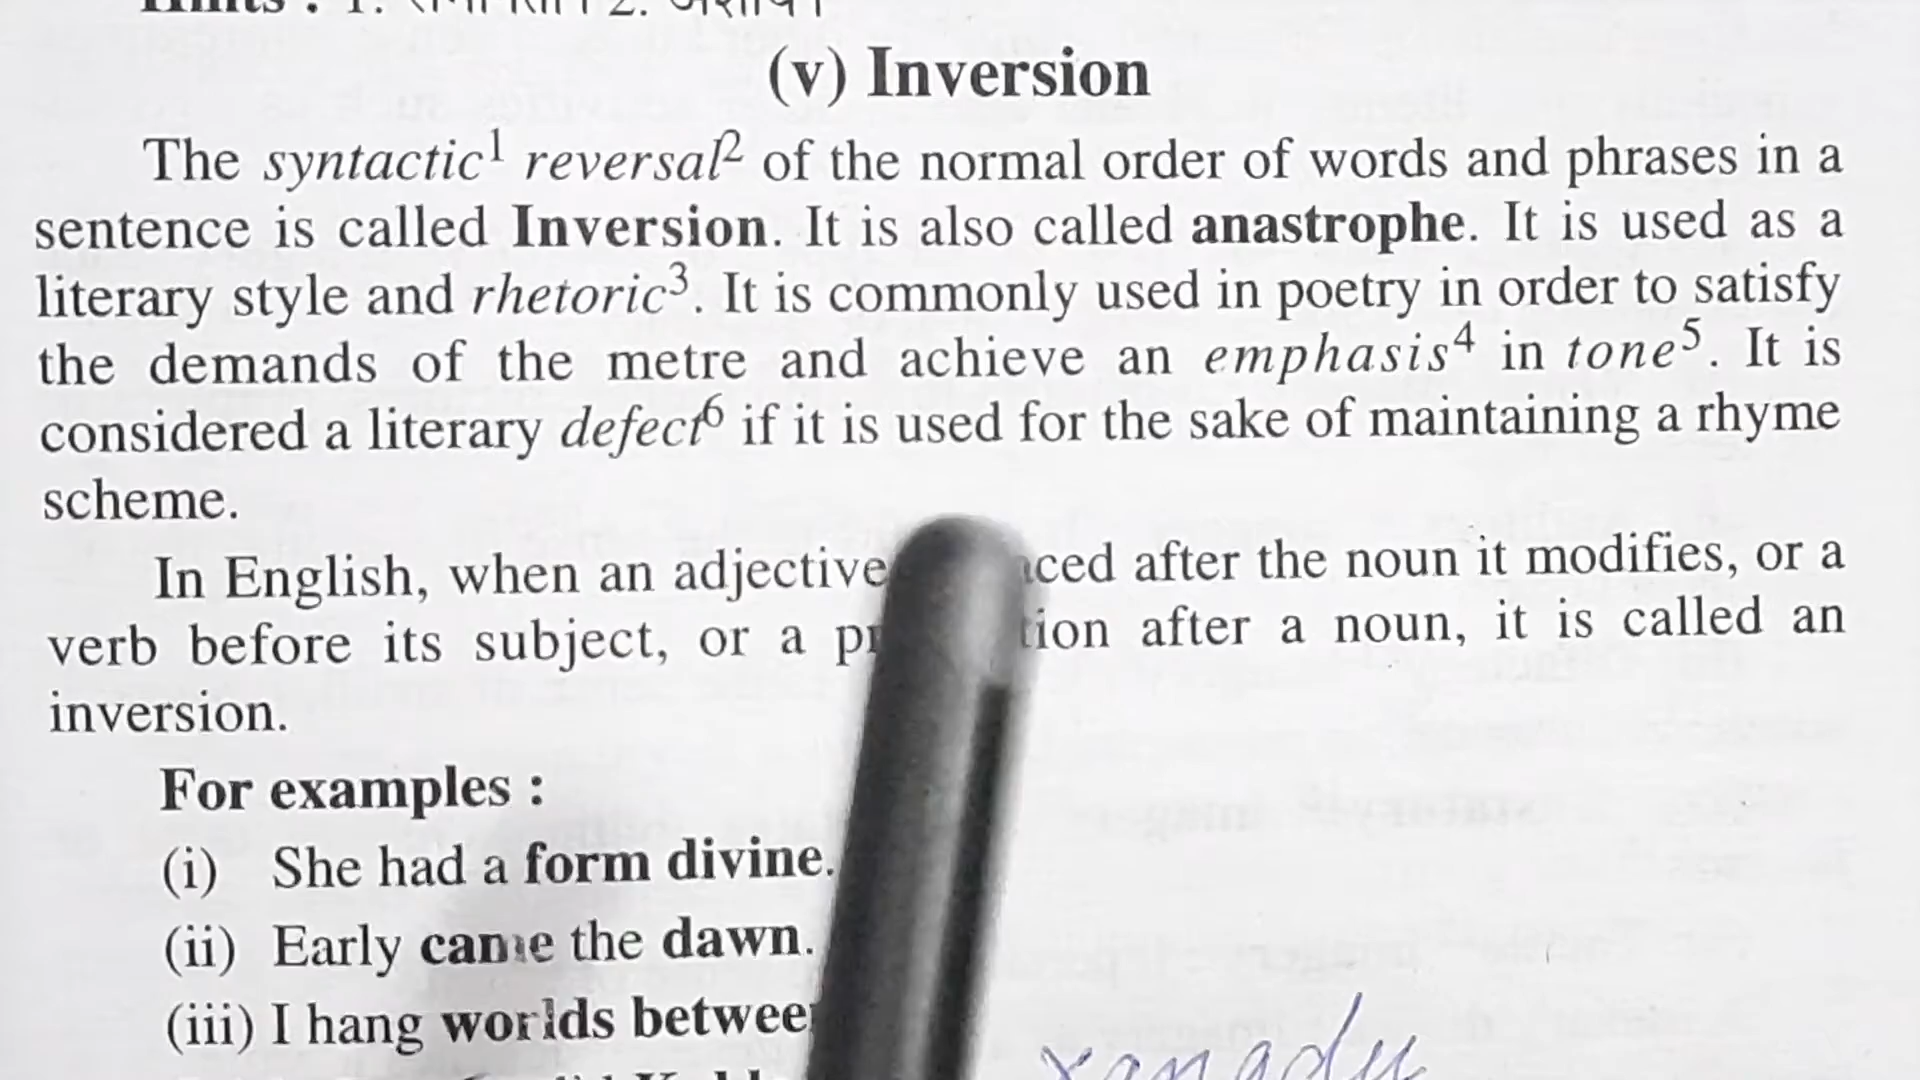 (v) Inversion
The syntactic¹ reversal² of the normal order of words and phrases in a
sentence is called Inversion. It is also called anastrophe. It is used as a
literary style and rhetoric³. It is commonly used in poetry in order to satisfy
the demands of the metre and achieve an emphasis⁴ in tone⁵. It is
considered a literary defect⁶ if it is used for the sake of maintaining a rhyme
scheme.
In English, when an adjective after the noun it modifies, or a
verb before its subject, or a after a noun, it is called an
inversion.
For examples :
(i) She had a form divine.
(ii) Early came the dawn.
(iii) I hang worlds
xanadu